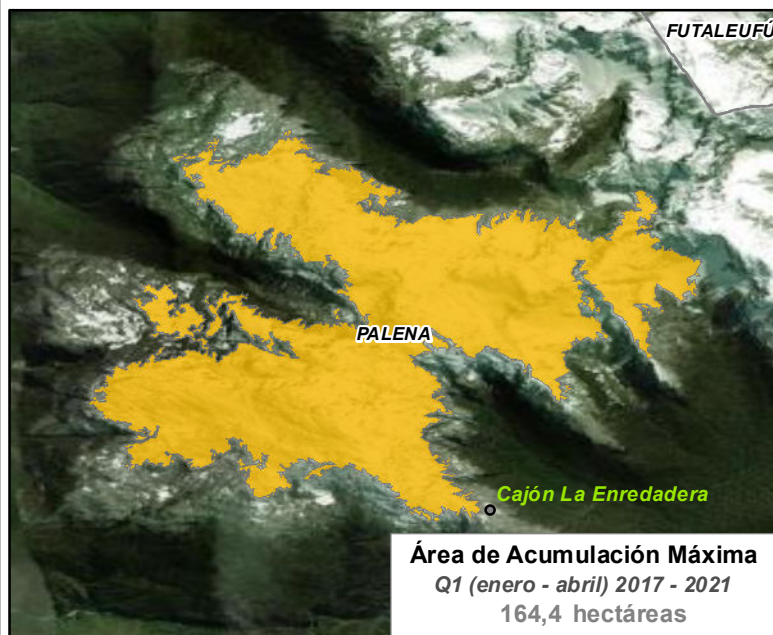 FUTALEUFÚ
PALENA
Cajón La Enredadera
Área de Acumulación Máxima
Q1 (enero - abril) 2017 - 2021
164,4 hectáreas